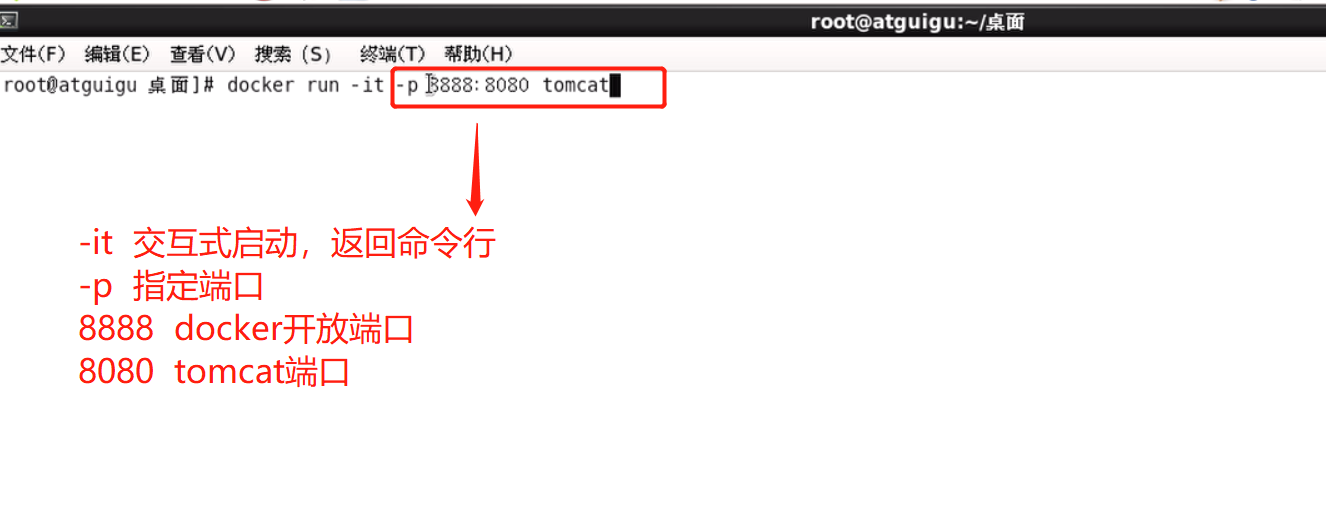 root@atguigu:~/桌面
文件(F) 编辑(E) 查看(V) 搜索 (S) 终端(T) 帮助(H)
root@atguigu 桌面]# docker run -it -p 8888:8080 tomcat
-it 交互式启动，返回命令行
-p 指定端口
8888 docker开放端口
8080 tomcat端口